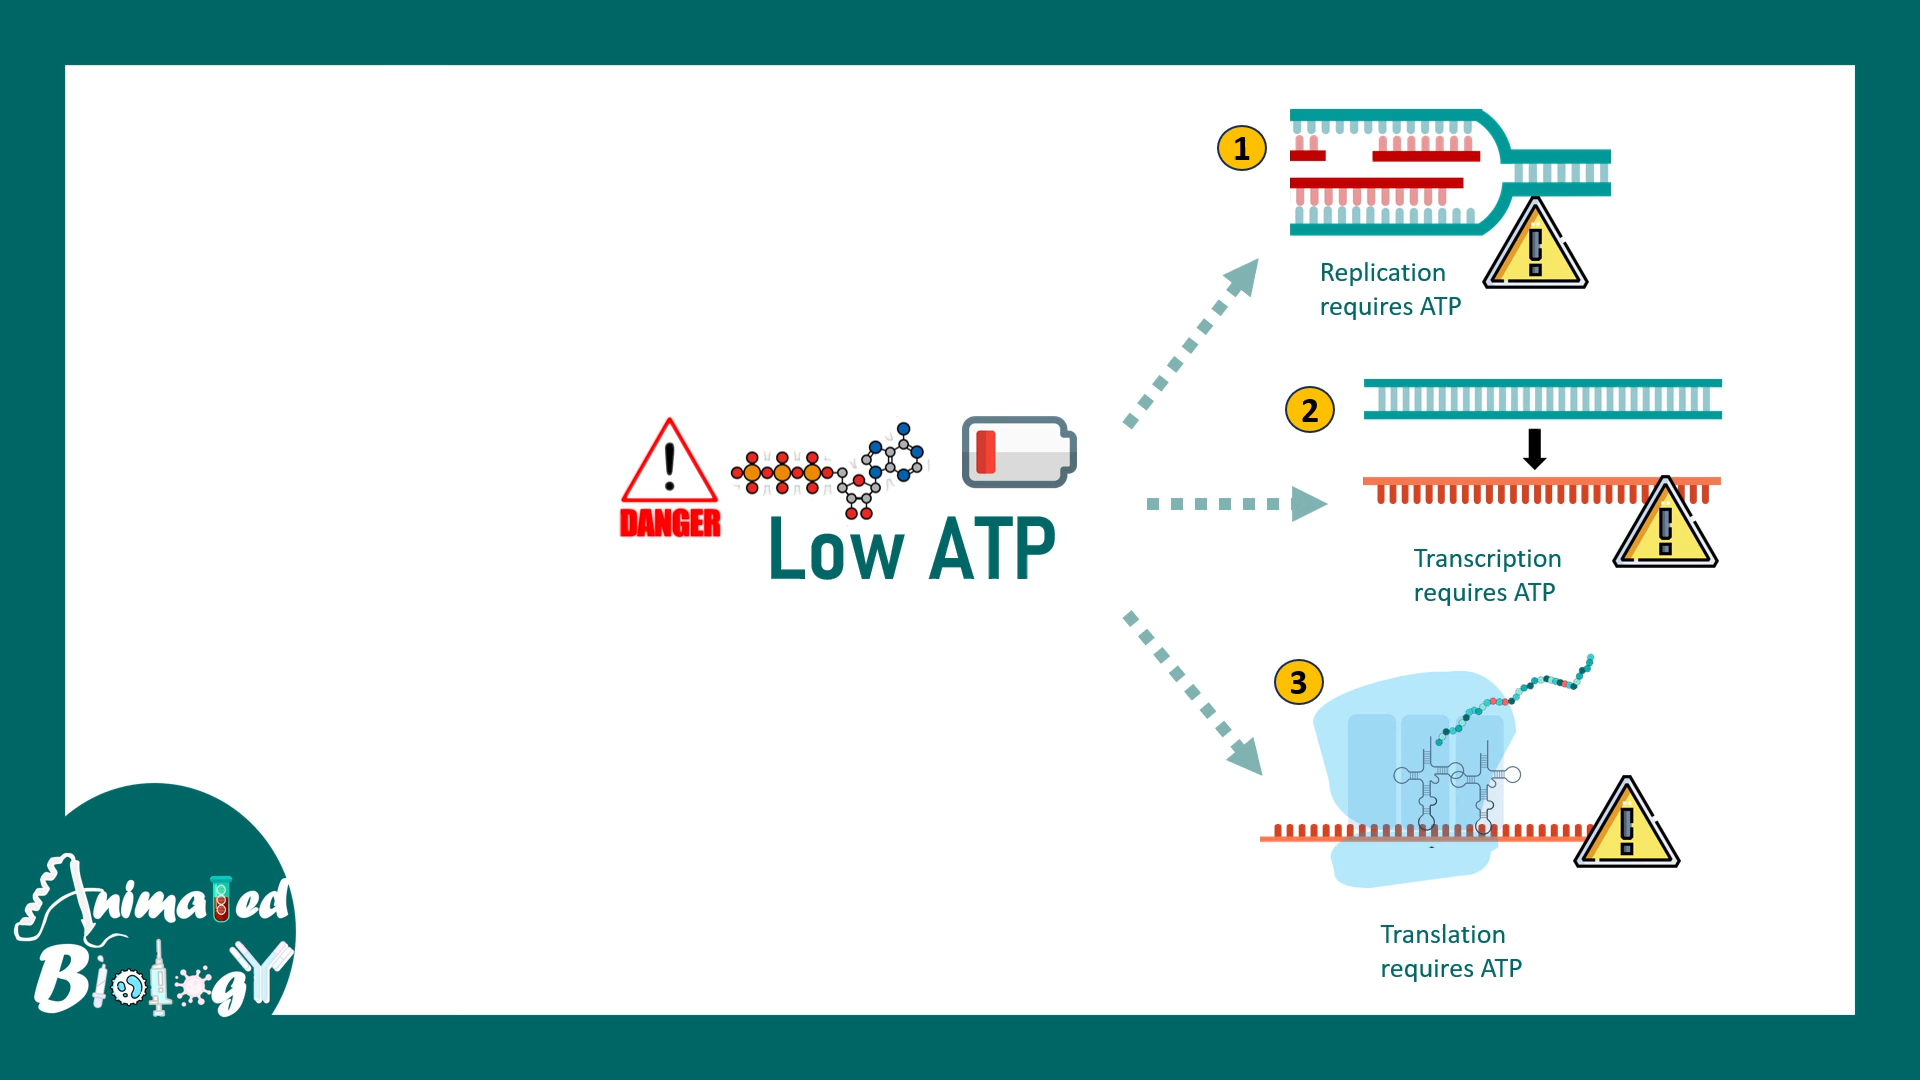 1
Replication
requires ATP
2
DANGER
Low ATP
Transcription
requires ATP
3
Translation
requires ATP
Animated
Biology